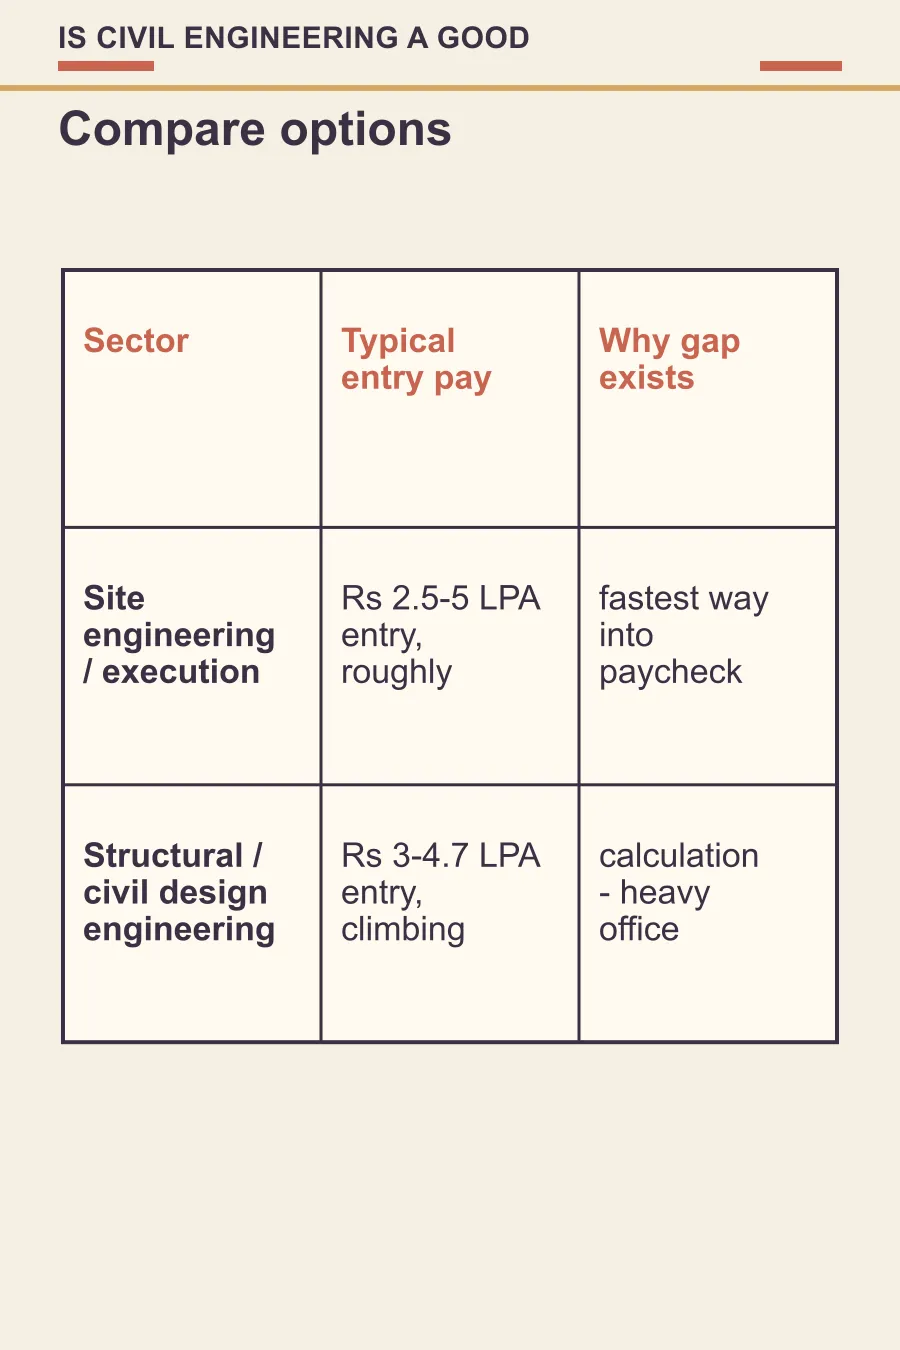 IS CIVIL ENGINEERING A GOOD
Compare options
Sector
Typical
entry pay
Why gap
exists
Site
engineering
/ execution
Rs 2.5-5 LPA
entry,
roughly
fastest way
into
paycheck
Structural /
civil design
engineering
Rs 3-4.7 LPA
entry,
climbing
calculation
- heavy
office